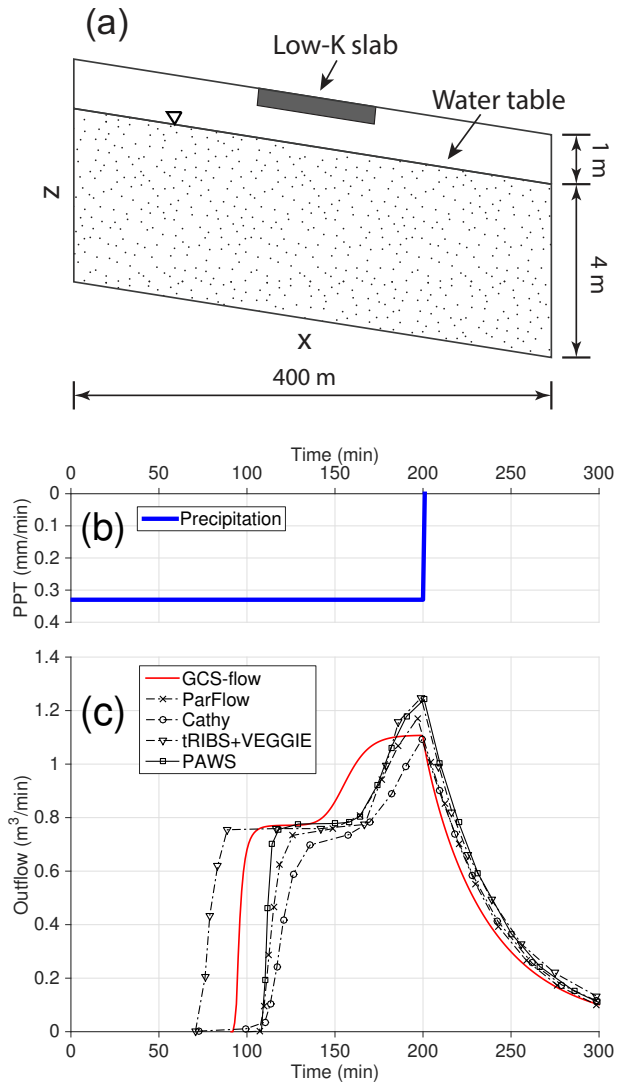 (a)
Low-K slab
Water table
1 m
z
4 m
x
400 m
Time (min)
0 50 100 150 200 250 300
0
0.1
0.2
0.3
0.4
PPT (mm/min)
(b)
Precipitation
1.4
1.2
1
0.8
0.6
0.4
0.2
0
Outflow (m³/min)
(c)
GCS-flow
ParFlow
Cathy
tRIBS+VEGGIE
PAWS
0 50 100 150 200 250 300
Time (min)